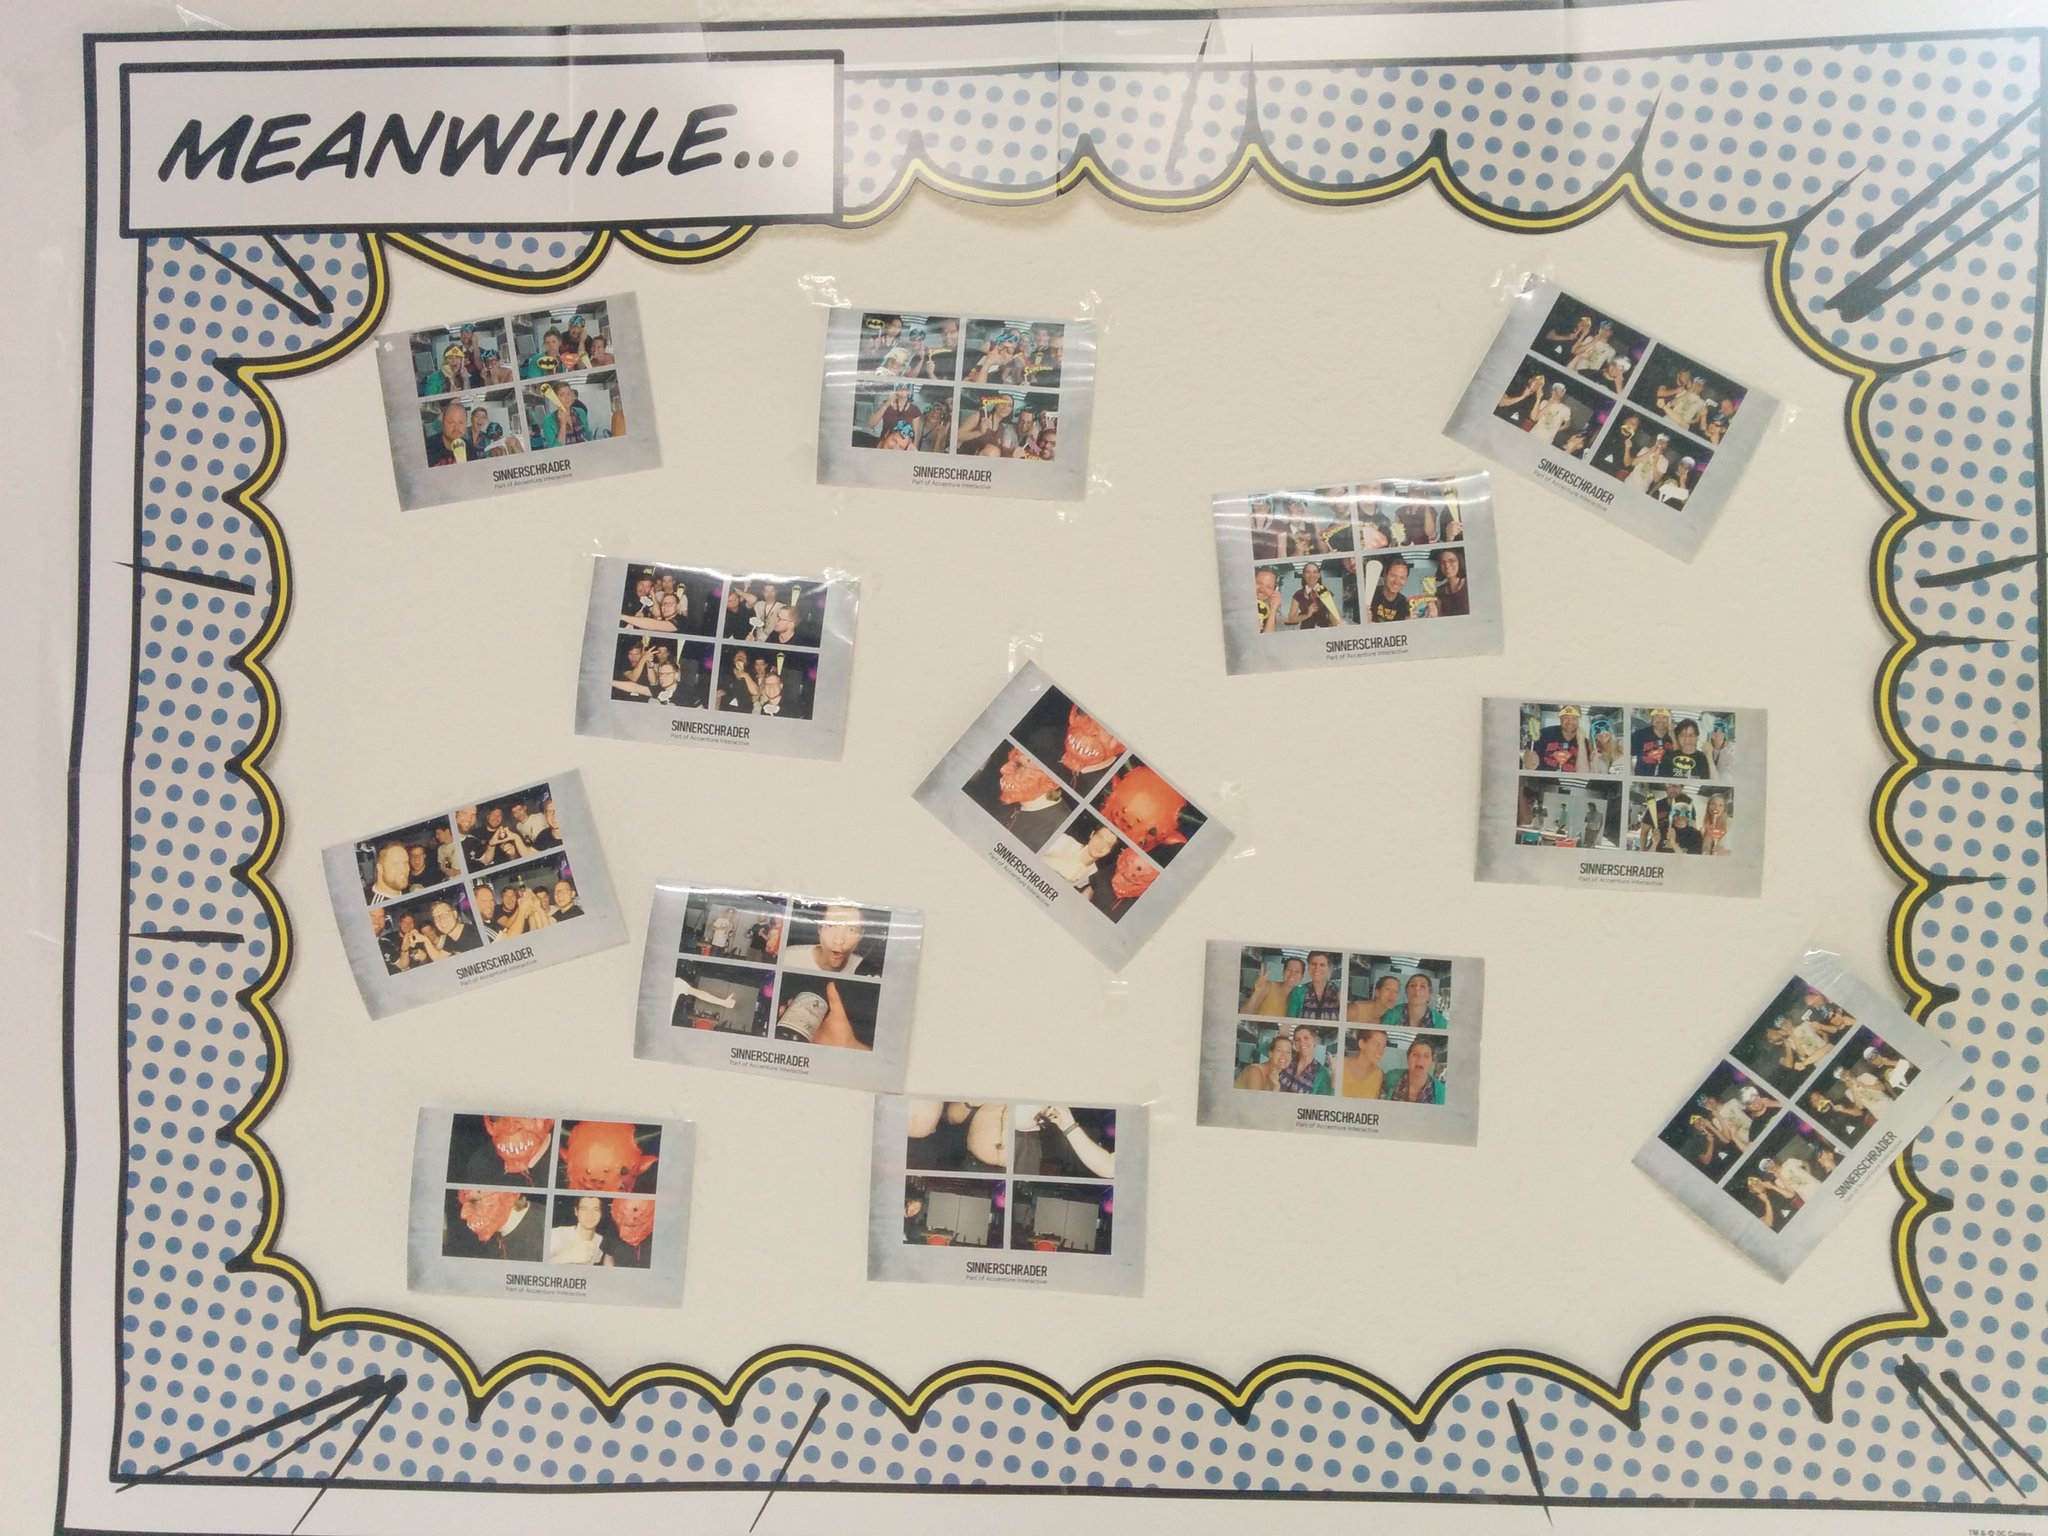 MEANWHILE...
SINNERSCHRADER
Part of Accenture Interactive
SINNERSCHRADER
Part of Accenture Interactive
SINNERSCHRADER
Part of Accenture Interactive
SUPERMAN
SINNERSCHRADER
Part of Accenture Interactive
SINNERSCHRADER
Part of Accenture Interactive
SINNERSCHRADER
Part of Accenture Interactive
SINNERSCHRADER
Part of Accenture Interactive
SINNERSCHRADER
Part of Accenture Interactive
SINNERSCHRADER
Part of Accenture Interactive
SINNERSCHRADER
Part of Accenture Interactive
SINNERSCHRADER
Part of Accenture Interactive
SINNERSCHRADER
Part of Accenture Interactive
SINNERSCHRADER
Part of Accenture Interactive
TM & © DC Comics